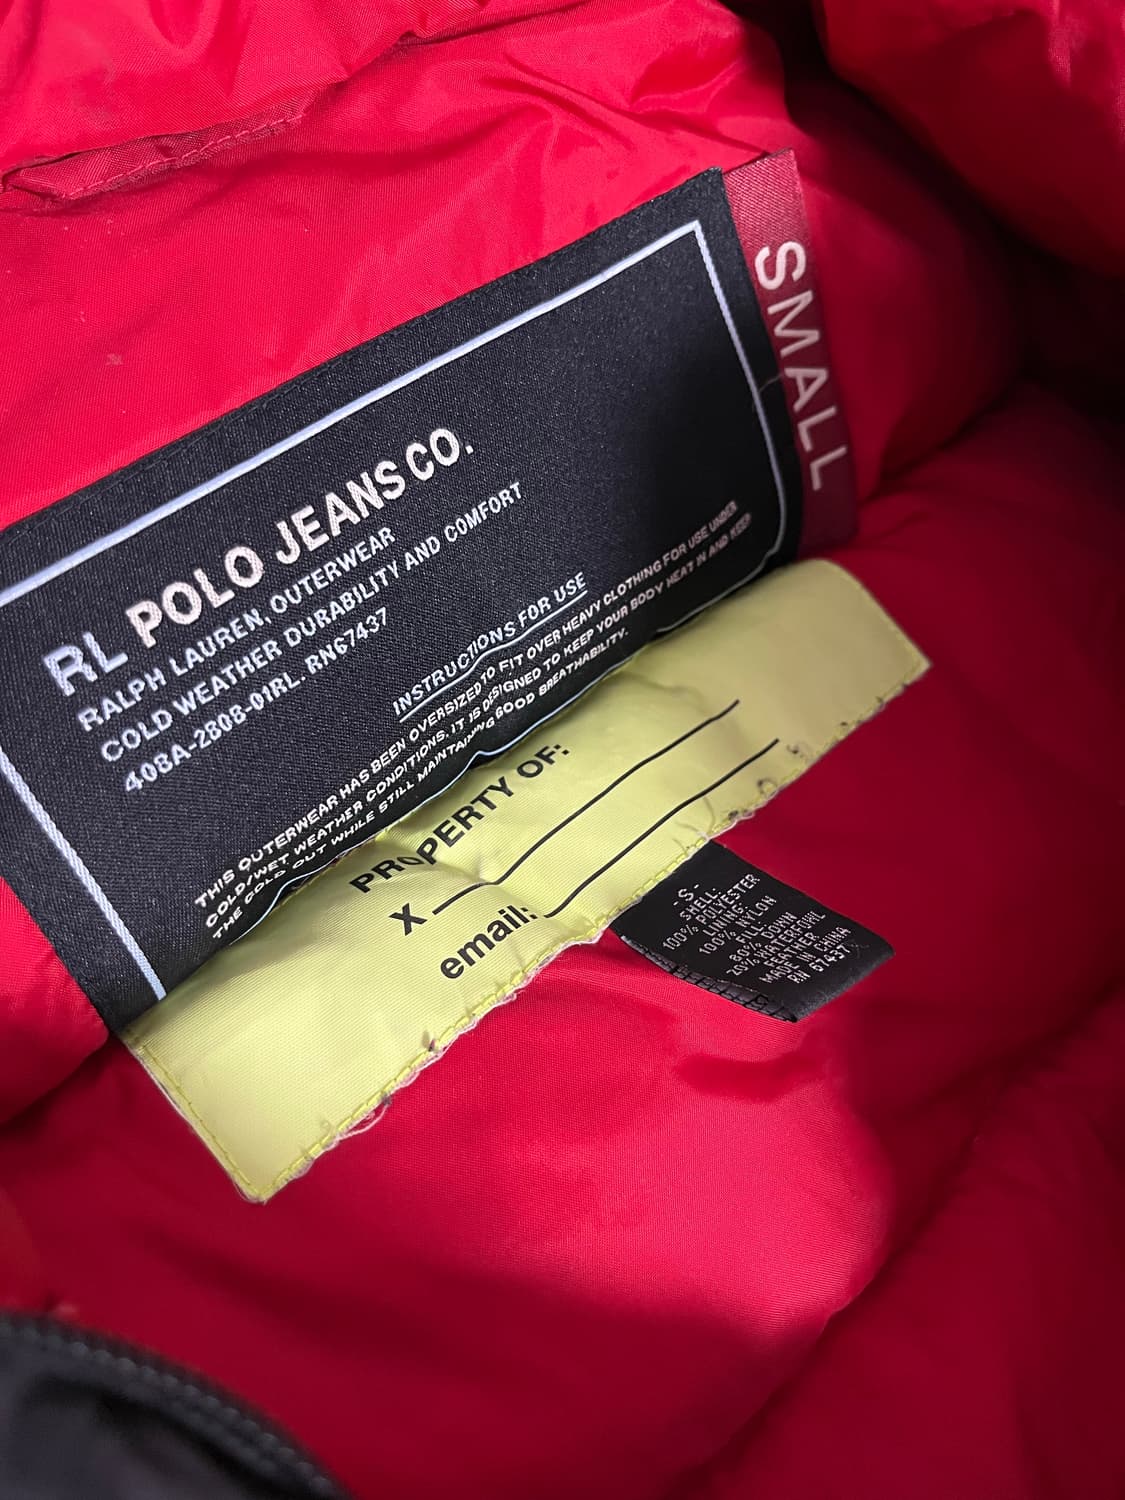 RL POLO JEANS CO.
RALPH LAUREN, OUTERWEAR
COLD WEATHER DURABILITY AND COMFORT
408A-2808-01RL. RN67437
INSTRUCTIONS FOR USE
THIS OUTERWEAR HAS BEEN OVERSIZED TO FIT OVER HEAVY CLOTHING FOR USE UNDER
COLD/WET WEATHER CONDITIONS. IT IS DESIGNED TO KEEP YOUR BODY HEAT IN AND KEEP
THE COLD OUT WHILE STILL MAINTAINING GOOD BREATHABILITY.
SMALL
PROPERTY OF:
X
email:
-S-
SHELL:
100% POLYESTER
LINING:
100% NYLON
FILL:
80% DOWN
20% WATERFOWL
FEATHER
MADE IN CHINA
RN 67437